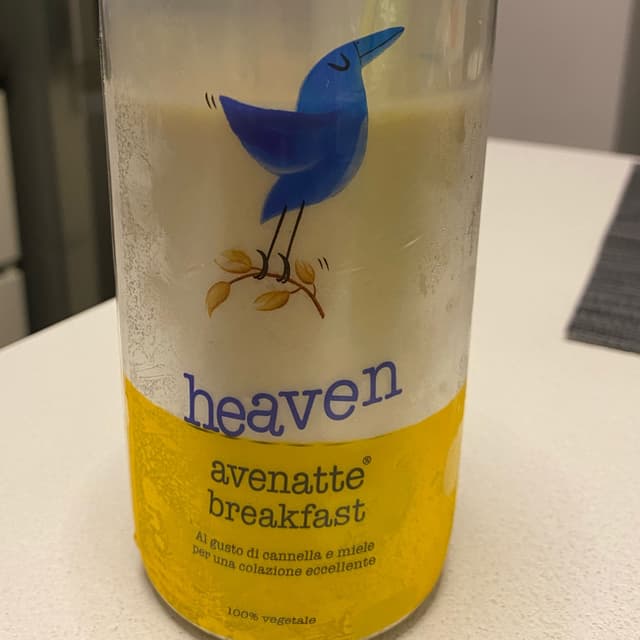 heaven
avenatte®
breakfast
Al gusto di cannella e miele
per una colazione eccellente
100% vegetale